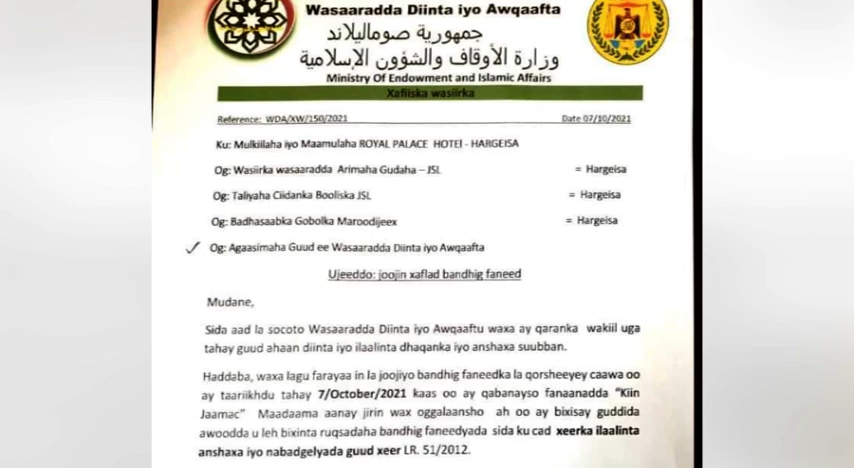 Wasaaradda Diinta iyo Awqaafta
جمهورية صوماليلاند
وزارة الأوقاف والشؤون الإسلامية
Ministry Of Endowment and Islamic Affairs
Xafiiska wasiirka
Reference: WDA/XW/150/2021 Date 07/10/2021
Ku: Mulkiilaha iyo Maamulaha ROYAL PALACE HOTEl - HARGEISA
Og: Wasiirka wasaaradda Arimaha Gudaha – JSL = Hargeisa
Og: Taliyaha Ciidanka Booliska JSL = Hargeisa
Og: Badhasaabka Gobolka Maroodijeex = Hargeisa
Og: Agaasimaha Guud ee Wasaaradda Diinta iyo Awqaafta
Ujeeddo: joojin xaflad bandhig faneed
Mudane,
Sida aad la socoto Wasaaradda Diinta iyo Awqaaftu waxa ay qaranka wakiil uga
tahay guud ahaan diinta iyo ilaalinta dhaqanka iyo anshaxa suubban.
Haddaba, waxa lagu farayaa in la joojiyo bandhig faneedka la qorsheeyey caawa oo
ay taariikhdu tahay 7/October/2021 kaas oo ay qabanayso fanaanadda "Kiin
Jaamac" Maadaama aanay jirin wax oggalaansho ah oo ay bixisay guddida
awoodda u leh bixinta ruqsadaha bandhig faneedyada sida ku cad xeerka ilaalinta
anshaxa iyo nabadgelyada guud xeer LR. 51/2012.